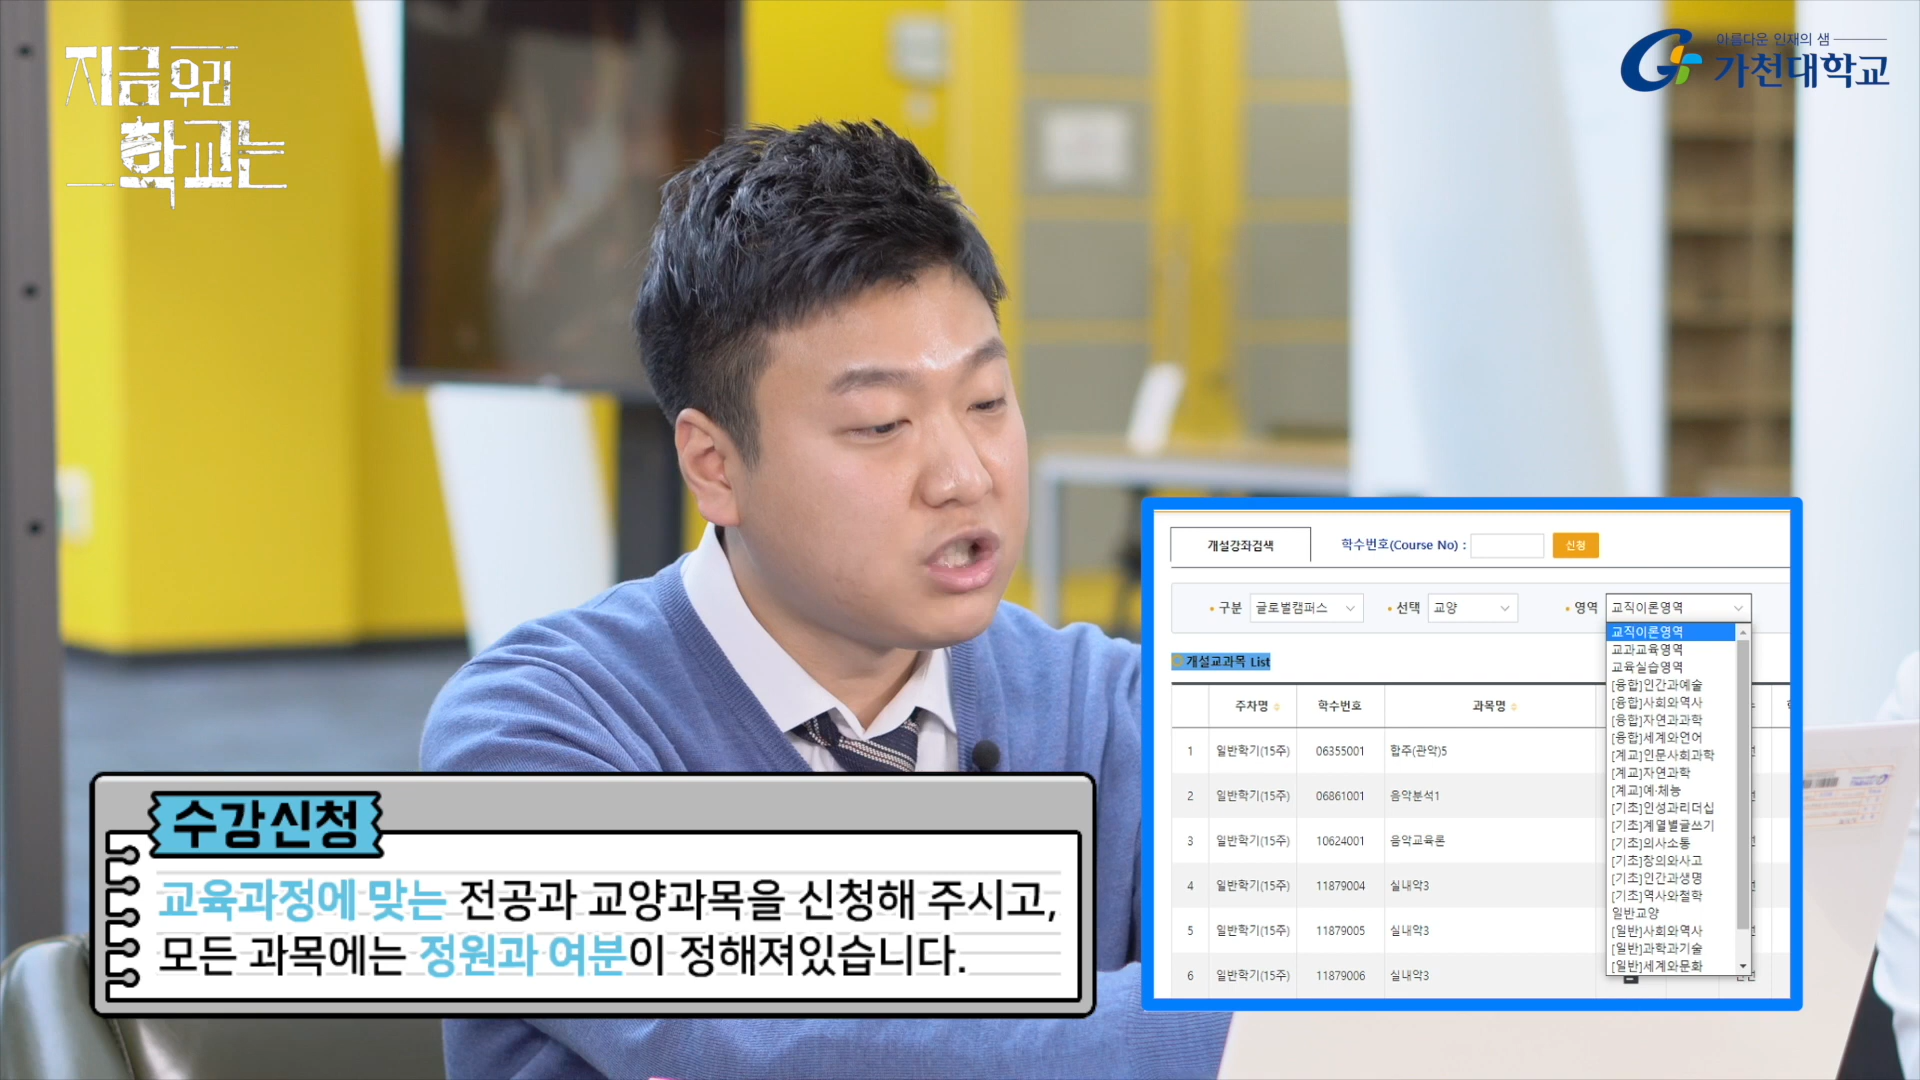 지금 우리
학교는
아름다운 인재의 샘
가천대학교
개설강좌검색
학수번호(Course No) :
신청
구분 글로벌캠퍼스
선택 교양
영역 교직이론영역
교직이론영역
교과교육영역
교육실습영역
[융합]인간과예술
[융합]사회와역사
[융합]자연과과학
[융합]세계와언어
[계교]인문사회과학
[계교]자연과학
[계교]예·체능
[기초]인성과리더십
[기초]계열별글쓰기
[기초]의사소통
[기초]창의와사고
[기초]인간과생명
[기초]역사와철학
일반교양
[일반]사회와역사
[일반]과학과기술
[일반]세계와문화
개설교과목 List
주차명 학수번호 과목명
1 일반학기(15주) 06355001 합주(관악)5
2 일반학기(15주) 06861001 음악분석1
3 일반학기(15주) 10624001 음악교육론
4 일반학기(15주) 11879004 실내악3
5 일반학기(15주) 11879005 실내악3
6 일반학기(15주) 11879006 실내악3
수강신청
교육과정에 맞는 전공과 교양과목을 신청해 주시고,
모든 과목에는 정원과 여분이 정해져있습니다.